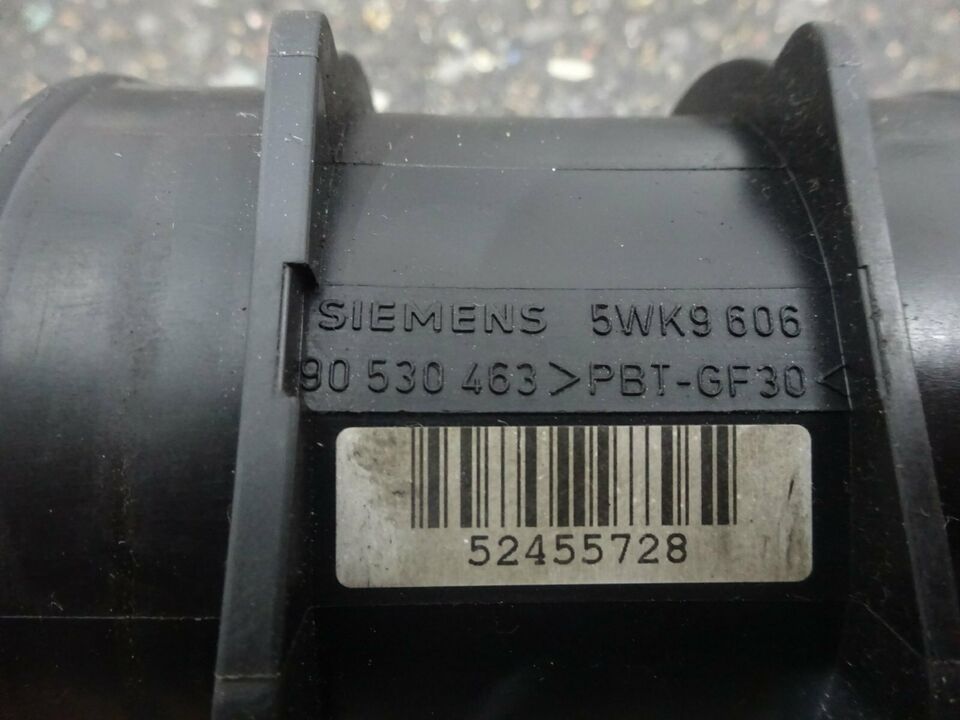 SIEMENS 5WK9 606
90 530 463 >PBT-GF30<
52455728